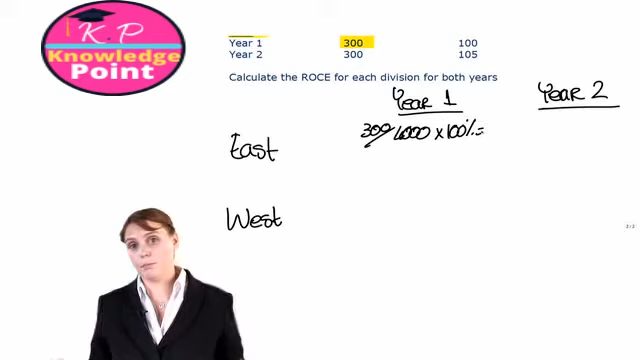 K.P
Knowledge
Point
Year 1 300 100
Year 2 300 105
Calculate the ROCE for each division for both years
Year 1 Year 2
300/1000 x 100% =
East
West